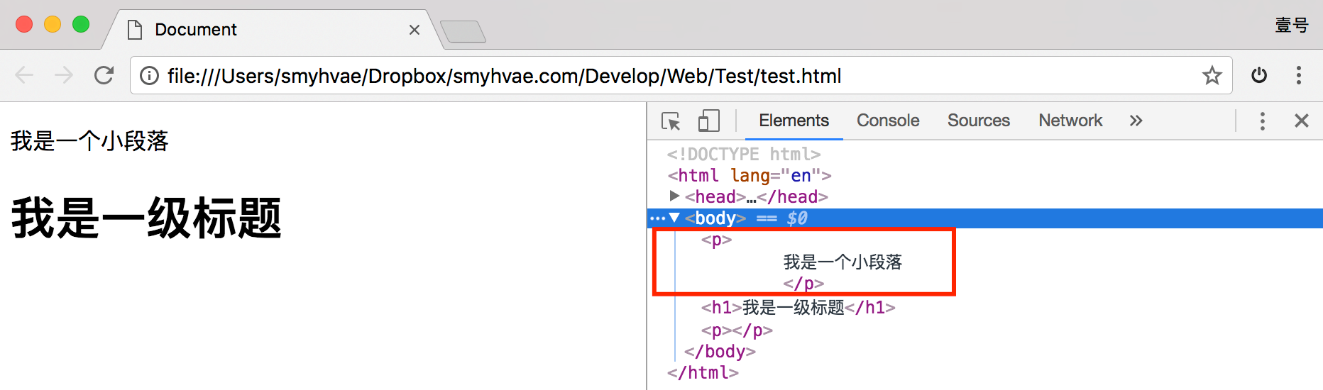 Document
壹号
file:///Users/smyhvae/Dropbox/smyhvae.com/Develop/Web/Test/test.html
我是一个小段落
我是一级标题
Elements Console Sources Network »
<!DOCTYPE html>
<html lang="en">
<head>…</head>
<body> == $0
<p>
我是一个小段落
</p>
<h1>我是一级标题</h1>
<p></p>
</body>
</html>